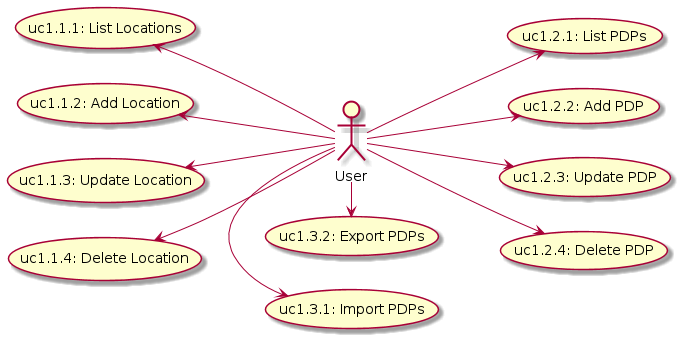 uc1.1.1: List Locations
uc1.1.2: Add Location
uc1.1.3: Update Location
uc1.1.4: Delete Location
User
uc1.3.2: Export PDPs
uc1.3.1: Import PDPs
uc1.2.1: List PDPs
uc1.2.2: Add PDP
uc1.2.3: Update PDP
uc1.2.4: Delete PDP